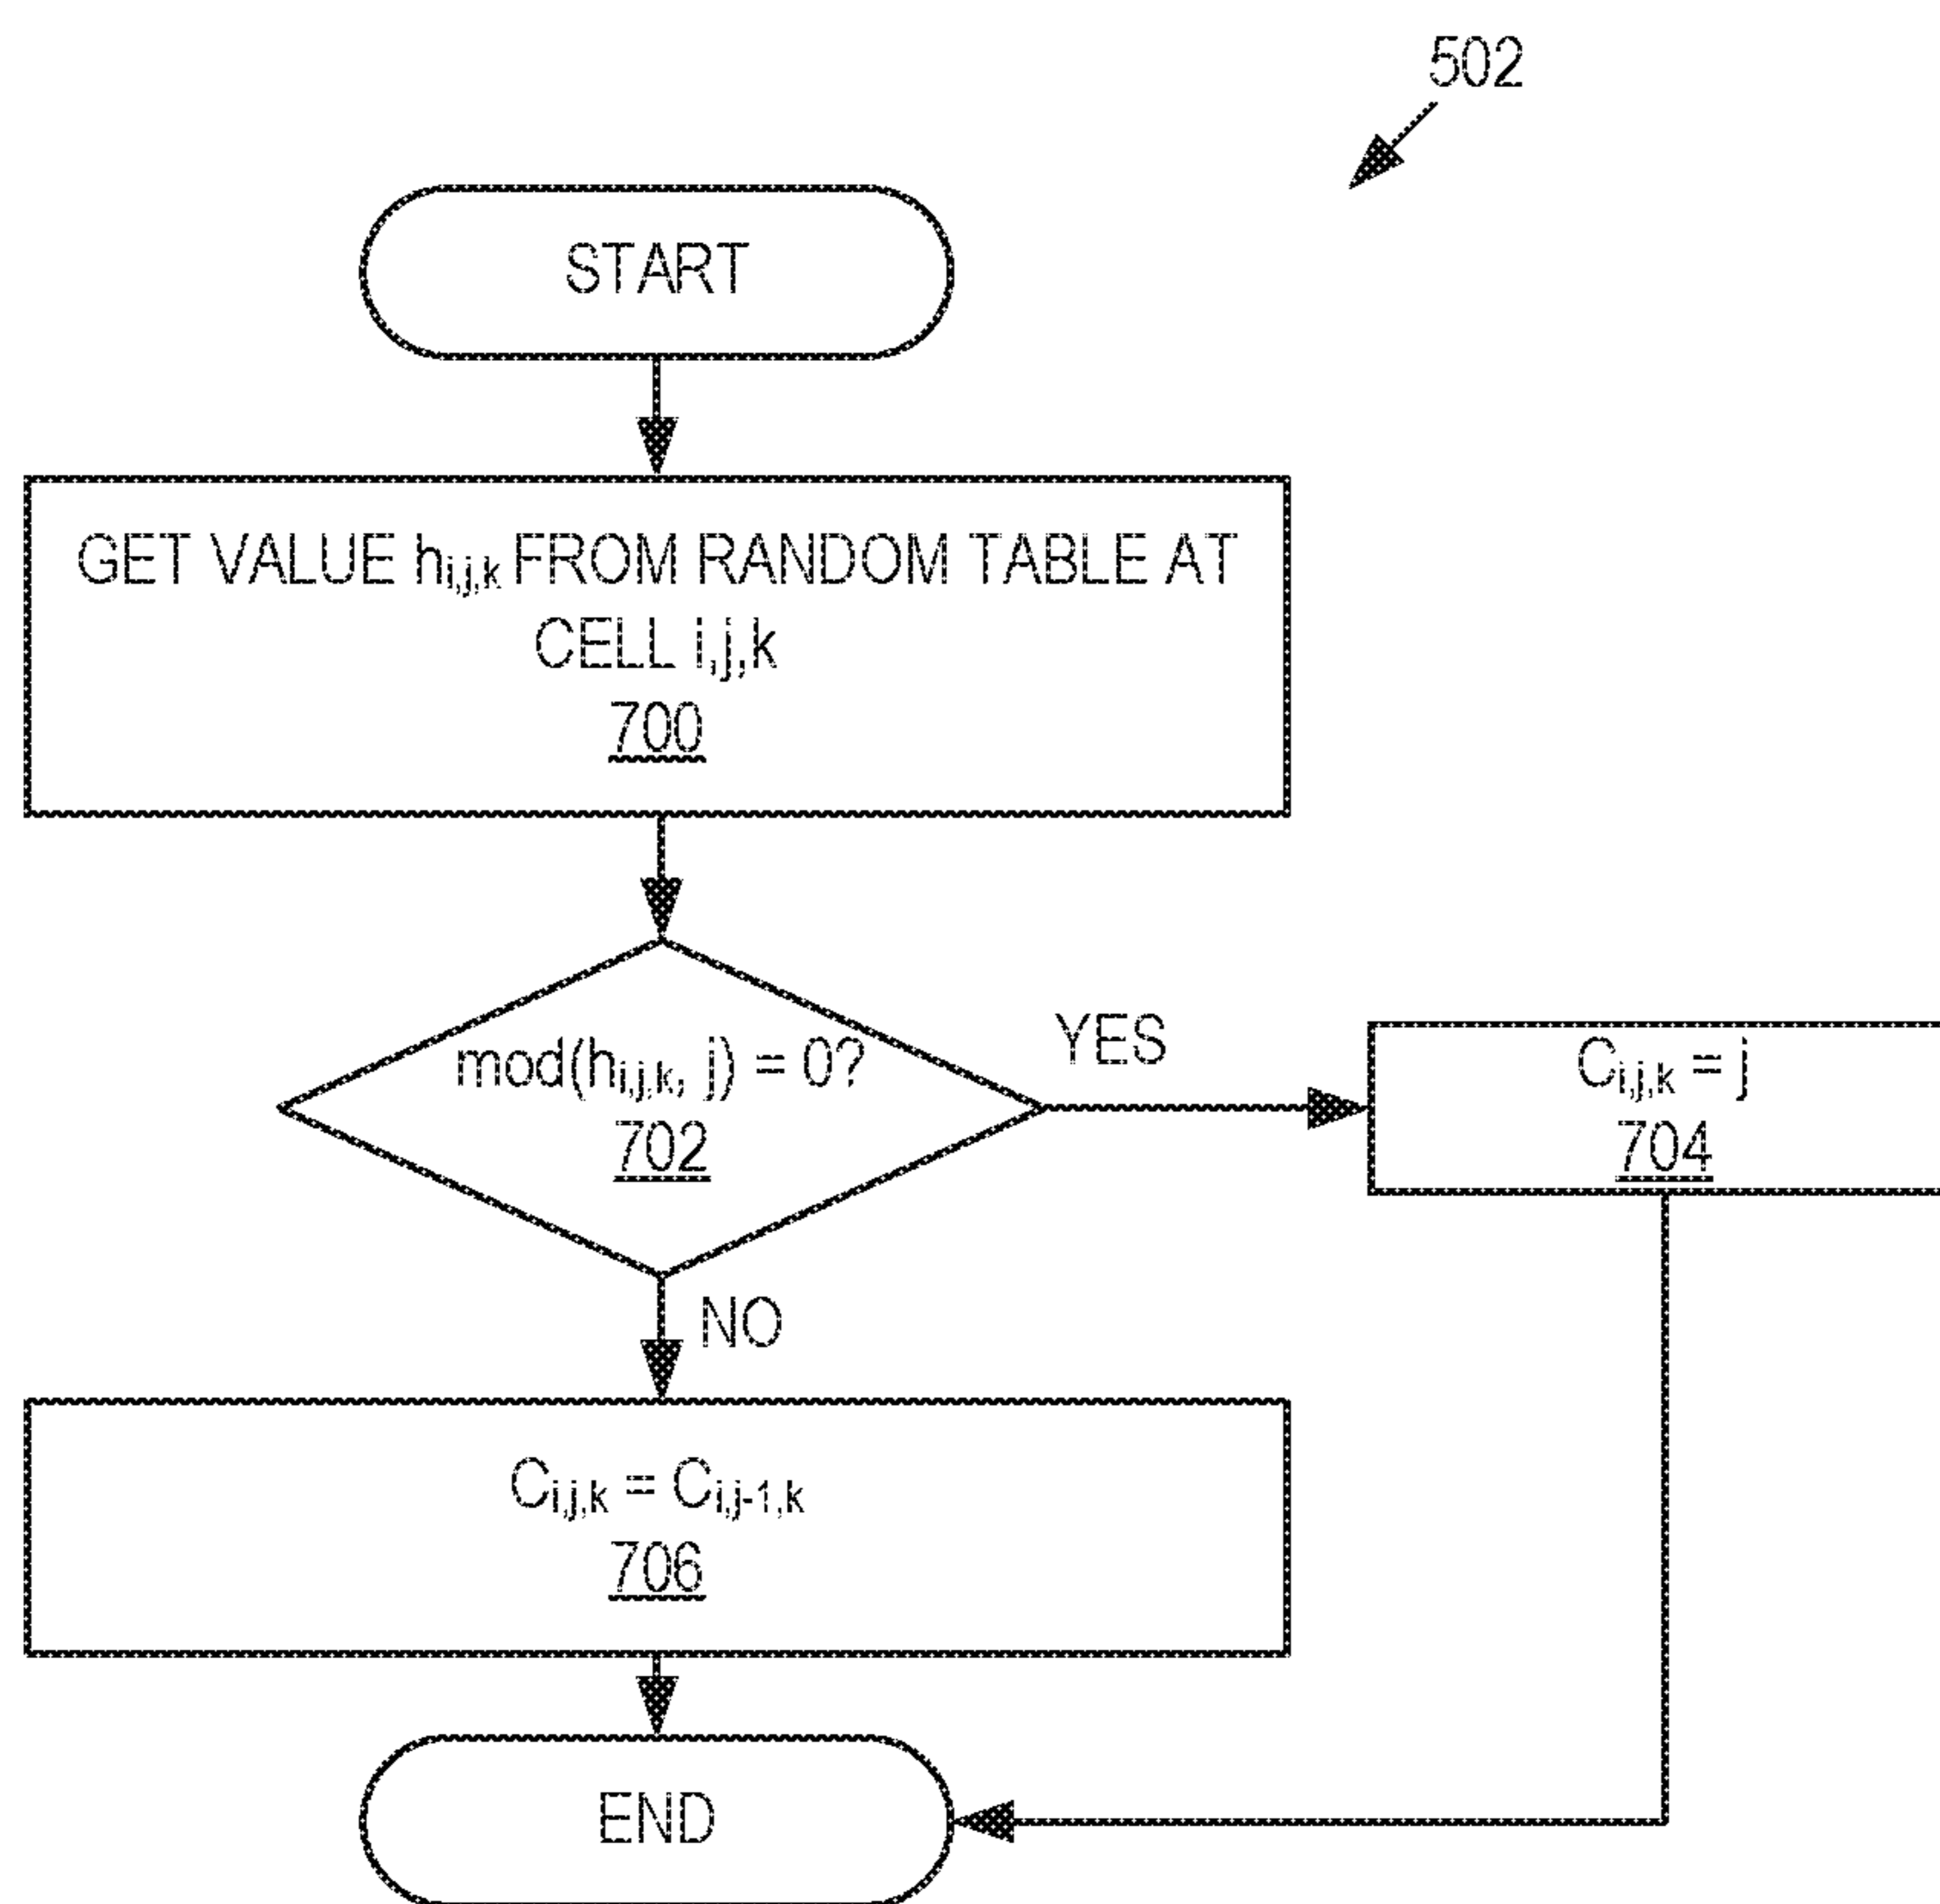 502
START
GET VALUE hi,j,k FROM RANDOM TABLE AT
CELL i,j,k
700
mod(hi,j,k, j) = 0?
702
YES
Ci,j,k = j
704
NO
Ci,j,k = Ci,j-1,k
706
END